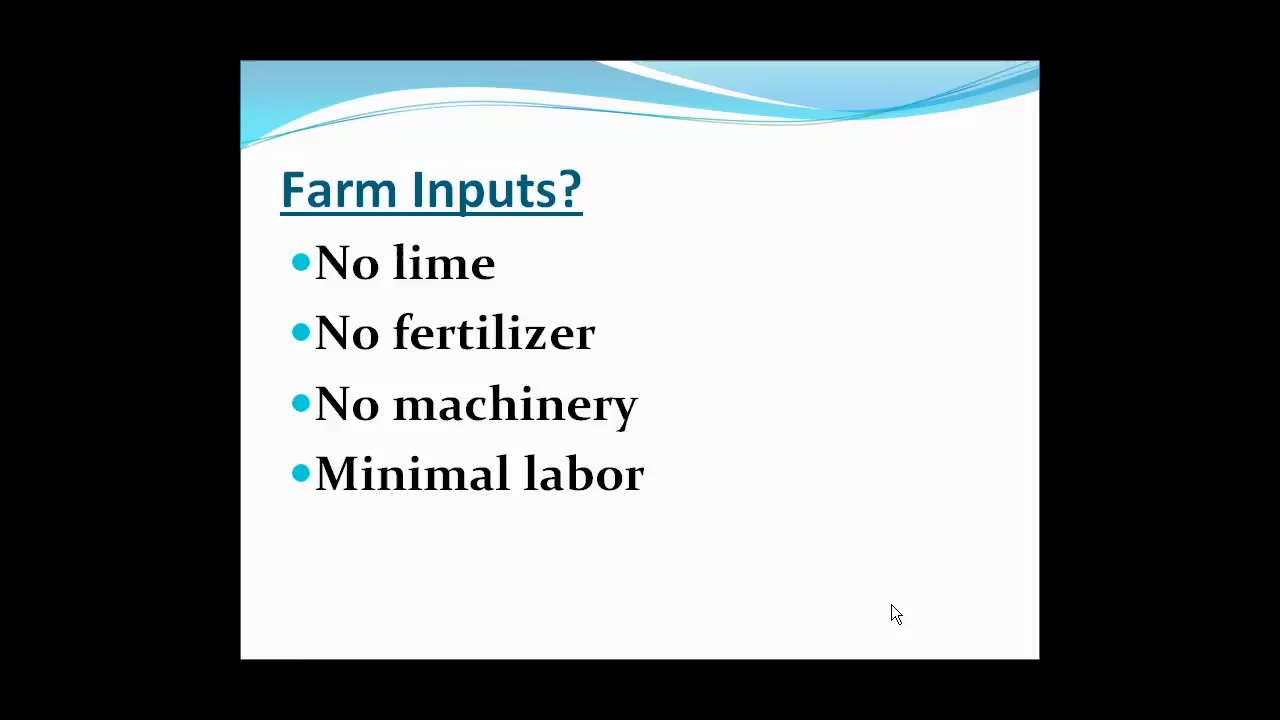 Farm Inputs?
•No lime
•No fertilizer
•No machinery
•Minimal labor